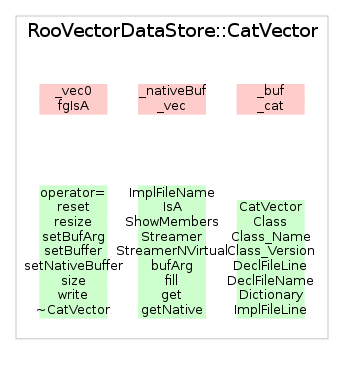 RooVectorDataStore::CatVector
_vec0
fgIsA
_nativeBuf
_vec
_buf
_cat
operator=
reset
resize
setBufArg
setBuffer
setNativeBuffer
size
write
~CatVector
ImplFileName
IsA
ShowMembers
Streamer
StreamerNVirtual
bufArg
fill
get
getNative
CatVector
Class
Class_Name
Class_Version
DeclFileLine
DeclFileName
Dictionary
ImplFileLine